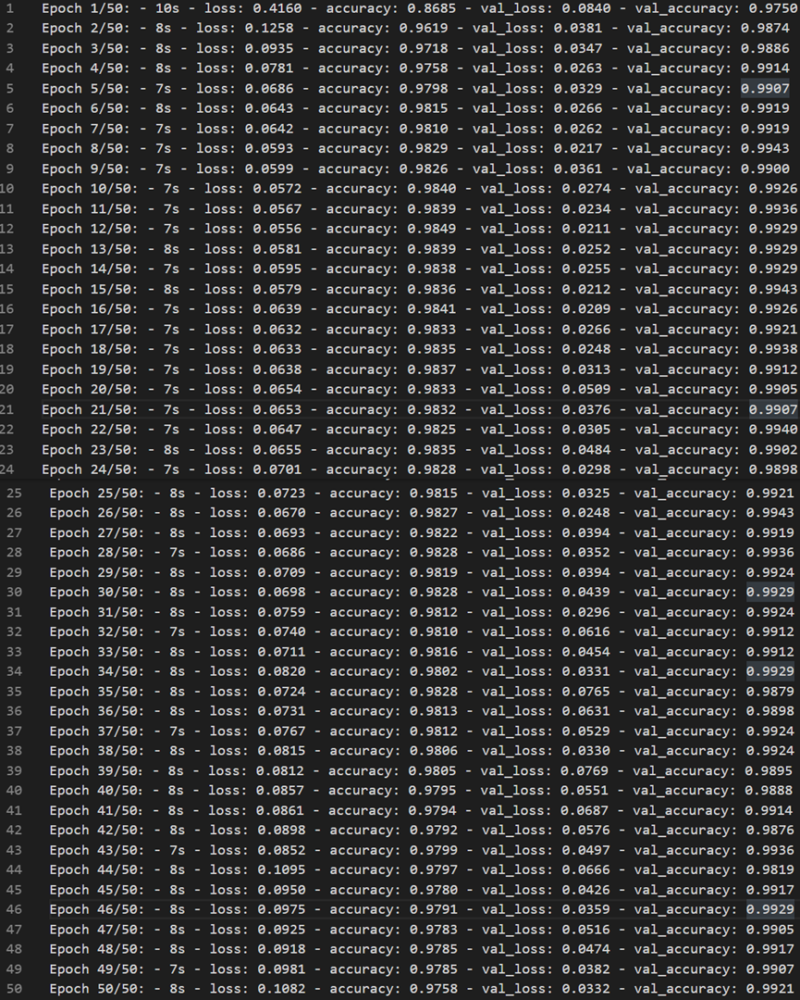 1 Epoch 1/50: - 10s - loss: 0.4160 - accuracy: 0.8685 - val_loss: 0.0840 - val_accuracy: 0.9750
2 Epoch 2/50: - 8s - loss: 0.1258 - accuracy: 0.9619 - val_loss: 0.0381 - val_accuracy: 0.9874
3 Epoch 3/50: - 8s - loss: 0.0935 - accuracy: 0.9718 - val_loss: 0.0347 - val_accuracy: 0.9886
4 Epoch 4/50: - 8s - loss: 0.0781 - accuracy: 0.9758 - val_loss: 0.0263 - val_accuracy: 0.9914
5 Epoch 5/50: - 7s - loss: 0.0686 - accuracy: 0.9798 - val_loss: 0.0329 - val_accuracy: 0.9907
6 Epoch 6/50: - 8s - loss: 0.0643 - accuracy: 0.9815 - val_loss: 0.0266 - val_accuracy: 0.9919
7 Epoch 7/50: - 7s - loss: 0.0642 - accuracy: 0.9810 - val_loss: 0.0262 - val_accuracy: 0.9919
8 Epoch 8/50: - 7s - loss: 0.0593 - accuracy: 0.9829 - val_loss: 0.0217 - val_accuracy: 0.9943
9 Epoch 9/50: - 7s - loss: 0.0599 - accuracy: 0.9826 - val_loss: 0.0361 - val_accuracy: 0.9900
10 Epoch 10/50: - 7s - loss: 0.0572 - accuracy: 0.9840 - val_loss: 0.0274 - val_accuracy: 0.9926
11 Epoch 11/50: - 7s - loss: 0.0567 - accuracy: 0.9839 - val_loss: 0.0234 - val_accuracy: 0.9936
12 Epoch 12/50: - 7s - loss: 0.0556 - accuracy: 0.9849 - val_loss: 0.0211 - val_accuracy: 0.9929
13 Epoch 13/50: - 8s - loss: 0.0581 - accuracy: 0.9839 - val_loss: 0.0252 - val_accuracy: 0.9929
14 Epoch 14/50: - 7s - loss: 0.0595 - accuracy: 0.9838 - val_loss: 0.0255 - val_accuracy: 0.9929
15 Epoch 15/50: - 8s - loss: 0.0579 - accuracy: 0.9836 - val_loss: 0.0212 - val_accuracy: 0.9943
16 Epoch 16/50: - 7s - loss: 0.0639 - accuracy: 0.9841 - val_loss: 0.0209 - val_accuracy: 0.9926
17 Epoch 17/50: - 7s - loss: 0.0632 - accuracy: 0.9833 - val_loss: 0.0266 - val_accuracy: 0.9921
18 Epoch 18/50: - 7s - loss: 0.0633 - accuracy: 0.9835 - val_loss: 0.0248 - val_accuracy: 0.9938
19 Epoch 19/50: - 7s - loss: 0.0638 - accuracy: 0.9837 - val_loss: 0.0313 - val_accuracy: 0.9912
20 Epoch 20/50: - 7s - loss: 0.0654 - accuracy: 0.9833 - val_loss: 0.0509 - val_accuracy: 0.9905
21 Epoch 21/50: - 7s - loss: 0.0653 - accuracy: 0.9832 - val_loss: 0.0376 - val_accuracy: 0.9907
22 Epoch 22/50: - 7s - loss: 0.0647 - accuracy: 0.9825 - val_loss: 0.0305 - val_accuracy: 0.9940
23 Epoch 23/50: - 8s - loss: 0.0655 - accuracy: 0.9835 - val_loss: 0.0484 - val_accuracy: 0.9902
24 Epoch 24/50: - 7s - loss: 0.0701 - accuracy: 0.9828 - val_loss: 0.0298 - val_accuracy: 0.9898
25 Epoch 25/50: - 8s - loss: 0.0723 - accuracy: 0.9815 - val_loss: 0.0325 - val_accuracy: 0.9921
26 Epoch 26/50: - 8s - loss: 0.0670 - accuracy: 0.9827 - val_loss: 0.0248 - val_accuracy: 0.9943
27 Epoch 27/50: - 8s - loss: 0.0693 - accuracy: 0.9822 - val_loss: 0.0394 - val_accuracy: 0.9919
28 Epoch 28/50: - 7s - loss: 0.0686 - accuracy: 0.9828 - val_loss: 0.0352 - val_accuracy: 0.9936
29 Epoch 29/50: - 8s - loss: 0.0709 - accuracy: 0.9819 - val_loss: 0.0394 - val_accuracy: 0.9924
30 Epoch 30/50: - 8s - loss: 0.0698 - accuracy: 0.9828 - val_loss: 0.0439 - val_accuracy: 0.9929
31 Epoch 31/50: - 8s - loss: 0.0759 - accuracy: 0.9812 - val_loss: 0.0296 - val_accuracy: 0.9924
32 Epoch 32/50: - 7s - loss: 0.0740 - accuracy: 0.9810 - val_loss: 0.0616 - val_accuracy: 0.9912
33 Epoch 33/50: - 8s - loss: 0.0711 - accuracy: 0.9816 - val_loss: 0.0454 - val_accuracy: 0.9912
34 Epoch 34/50: - 8s - loss: 0.0820 - accuracy: 0.9802 - val_loss: 0.0331 - val_accuracy: 0.9929
35 Epoch 35/50: - 8s - loss: 0.0724 - accuracy: 0.9828 - val_loss: 0.0765 - val_accuracy: 0.9879
36 Epoch 36/50: - 8s - loss: 0.0731 - accuracy: 0.9813 - val_loss: 0.0631 - val_accuracy: 0.9898
37 Epoch 37/50: - 7s - loss: 0.0767 - accuracy: 0.9812 - val_loss: 0.0529 - val_accuracy: 0.9924
38 Epoch 38/50: - 8s - loss: 0.0815 - accuracy: 0.9806 - val_loss: 0.0330 - val_accuracy: 0.9924
39 Epoch 39/50: - 8s - loss: 0.0812 - accuracy: 0.9805 - val_loss: 0.0769 - val_accuracy: 0.9895
40 Epoch 40/50: - 8s - loss: 0.0857 - accuracy: 0.9795 - val_loss: 0.0551 - val_accuracy: 0.9888
41 Epoch 41/50: - 8s - loss: 0.0861 - accuracy: 0.9794 - val_loss: 0.0687 - val_accuracy: 0.9914
42 Epoch 42/50: - 8s - loss: 0.0898 - accuracy: 0.9792 - val_loss: 0.0576 - val_accuracy: 0.9876
43 Epoch 43/50: - 7s - loss: 0.0852 - accuracy: 0.9799 - val_loss: 0.0497 - val_accuracy: 0.9936
44 Epoch 44/50: - 8s - loss: 0.1095 - accuracy: 0.9797 - val_loss: 0.0666 - val_accuracy: 0.9819
45 Epoch 45/50: - 8s - loss: 0.0950 - accuracy: 0.9780 - val_loss: 0.0426 - val_accuracy: 0.9917
46 Epoch 46/50: - 8s - loss: 0.0975 - accuracy: 0.9791 - val_loss: 0.0359 - val_accuracy: 0.9929
47 Epoch 47/50: - 8s - loss: 0.0925 - accuracy: 0.9783 - val_loss: 0.0516 - val_accuracy: 0.9905
48 Epoch 48/50: - 8s - loss: 0.0918 - accuracy: 0.9785 - val_loss: 0.0474 - val_accuracy: 0.9917
49 Epoch 49/50: - 7s - loss: 0.0981 - accuracy: 0.9785 - val_loss: 0.0382 - val_accuracy: 0.9907
50 Epoch 50/50: - 8s - loss: 0.1082 - accuracy: 0.9758 - val_loss: 0.0332 - val_accuracy: 0.9921